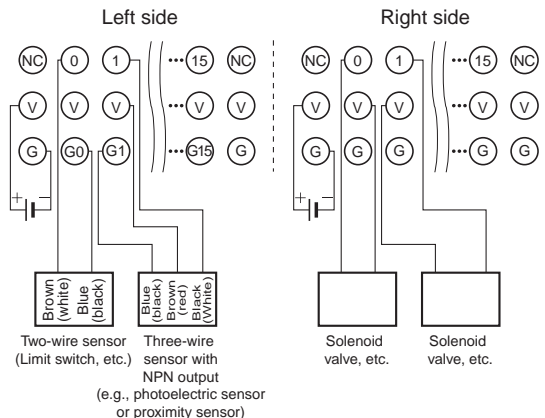 Left side
Right side
NC 0 1 ••• 15 NC
V V V ••• V V
G G0 G1 ••• G15 G
+ −
NC 0 1 ••• 15 NC
V V V ••• V V
G G G ••• G G
+ −
Brown
(white)
Blue
(black)
Blue
(black)
Brown
(red)
Black
(White)
Two-wire sensor
(Limit switch, etc.)
Three-wire
sensor with
NPN output
(e.g., photoelectric sensor
or proximity sensor)
Solenoid
valve, etc.
Solenoid
valve, etc.